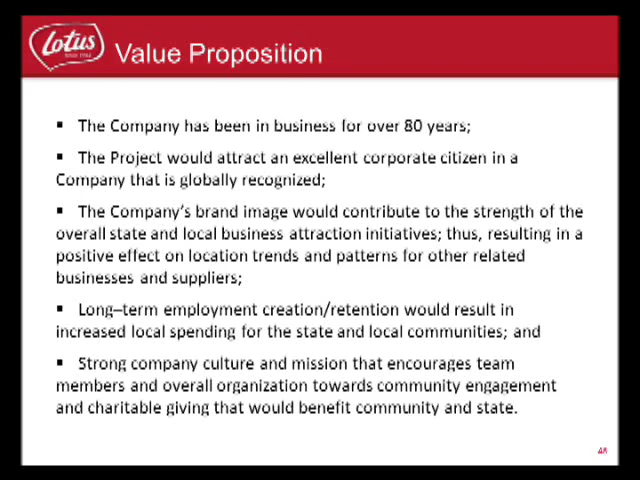 Lotus
Value Proposition
▪ The Company has been in business for over 80 years;
▪ The Project would attract an excellent corporate citizen in a
Company that is globally recognized;
▪ The Company's brand image would contribute to the strength of the
overall state and local business attraction initiatives; thus, resulting in a
positive effect on location trends and patterns for other related
businesses and suppliers;
▪ Long–term employment creation/retention would result in
increased local spending for the state and local communities; and
▪ Strong company culture and mission that encourages team
members and overall organization towards community engagement
and charitable giving that would benefit community and state.